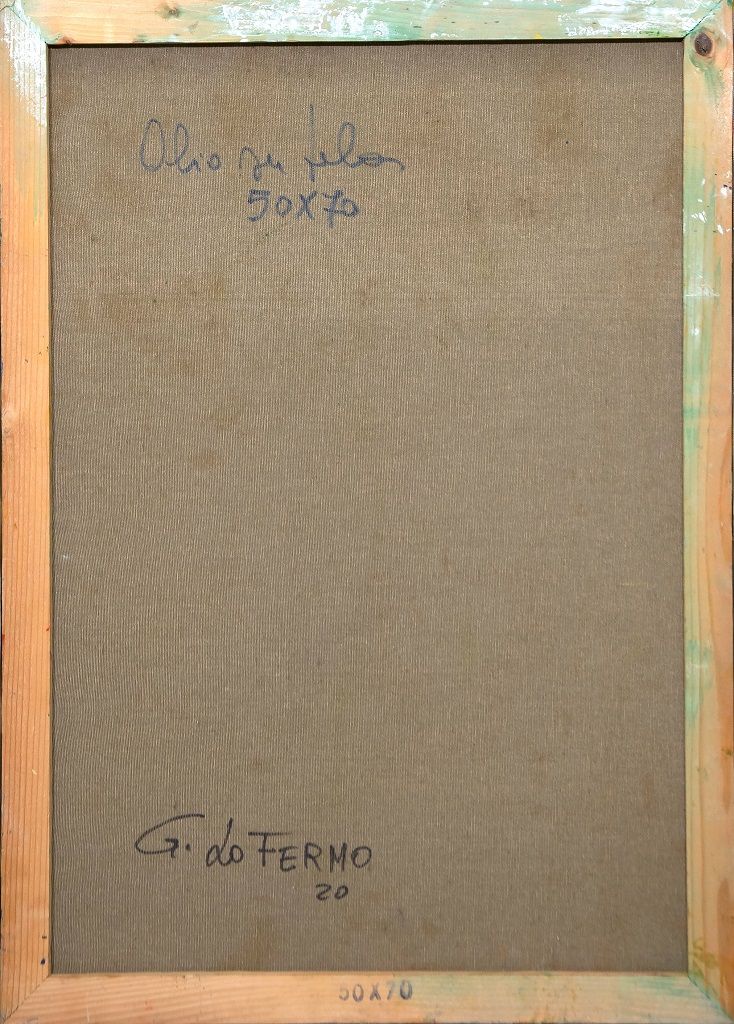 Olio su tela
50X70
G. Lo FERMO
20
50X70